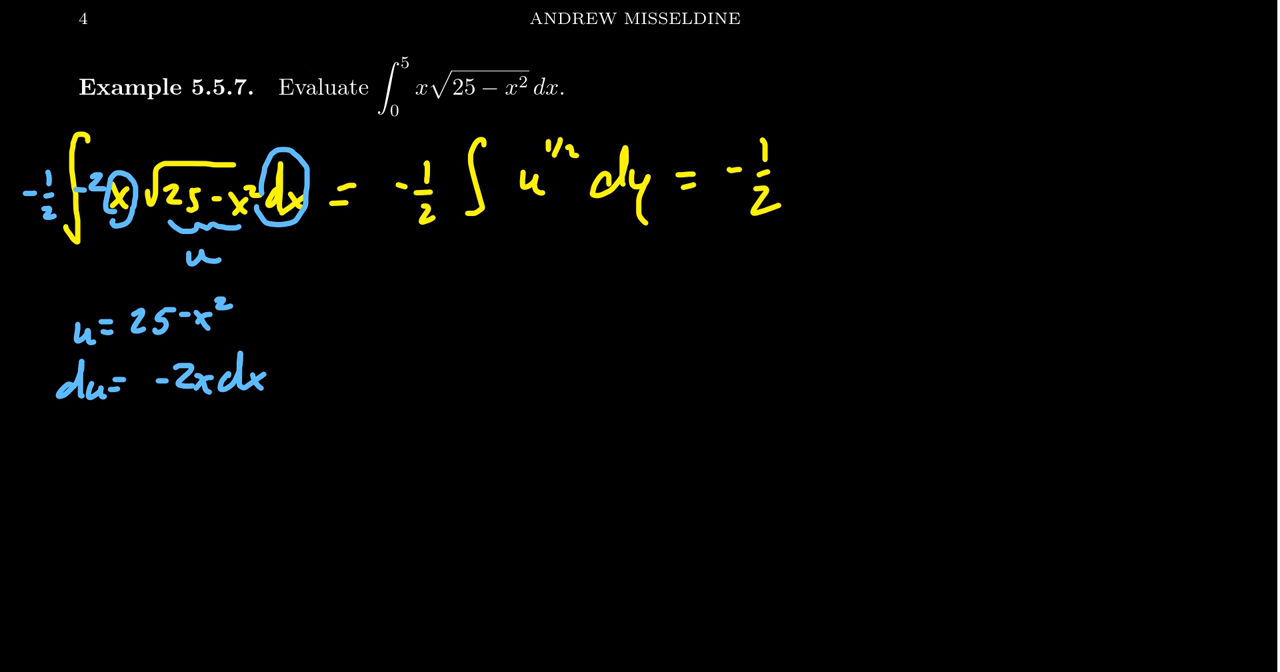 4 ANDREW MISSELDINE
Example 5.5.7. Evaluate ∫₀⁵ x√(25 − x²) dx.
-1/2 ∫ -2x √(25-x²) dx = -1/2 ∫ u^(1/2) dy = -1/2
u
u = 25-x²
du = -2x dx